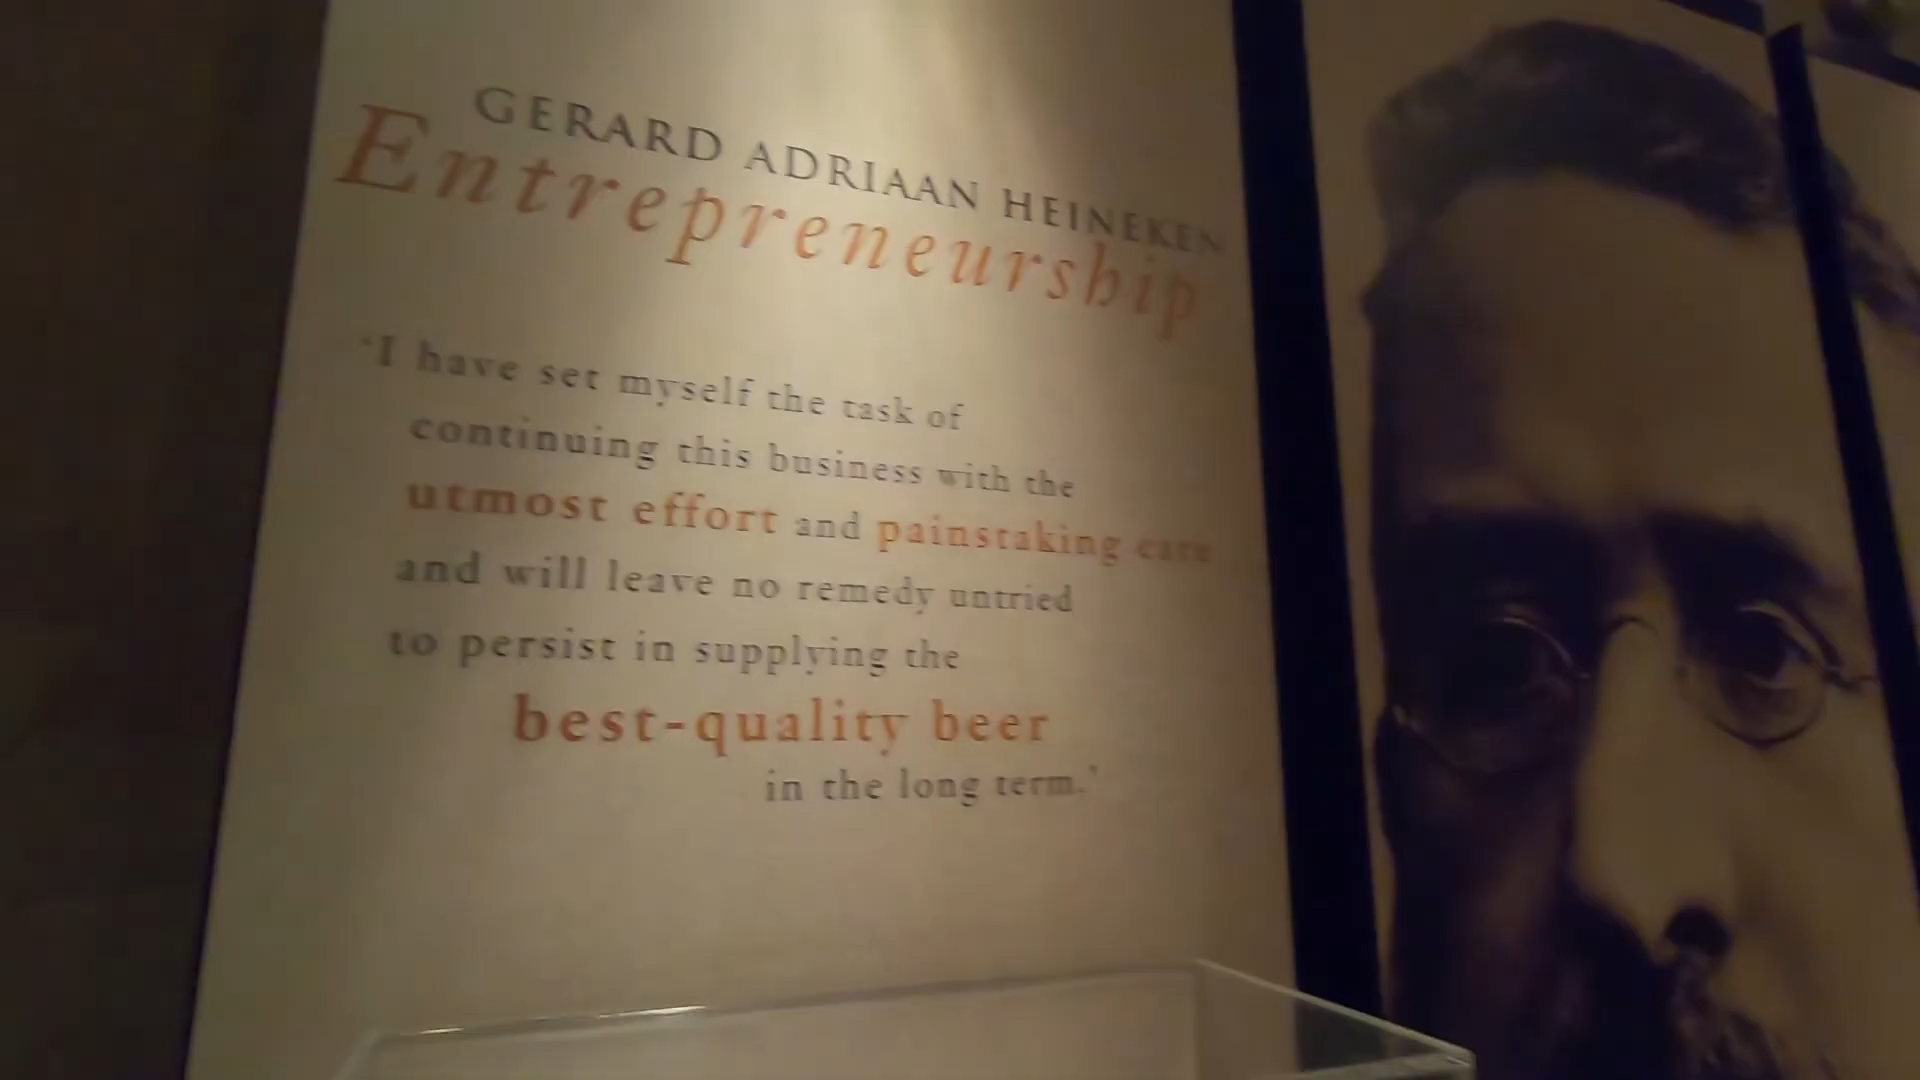 GERARD ADRIAAN HEINEKEN
Entrepreneurship
'I have set myself the task of
continuing this business with the
utmost effort and painstaking care
and will leave no remedy untried
to persist in supplying the
best-quality beer
in the long term.'